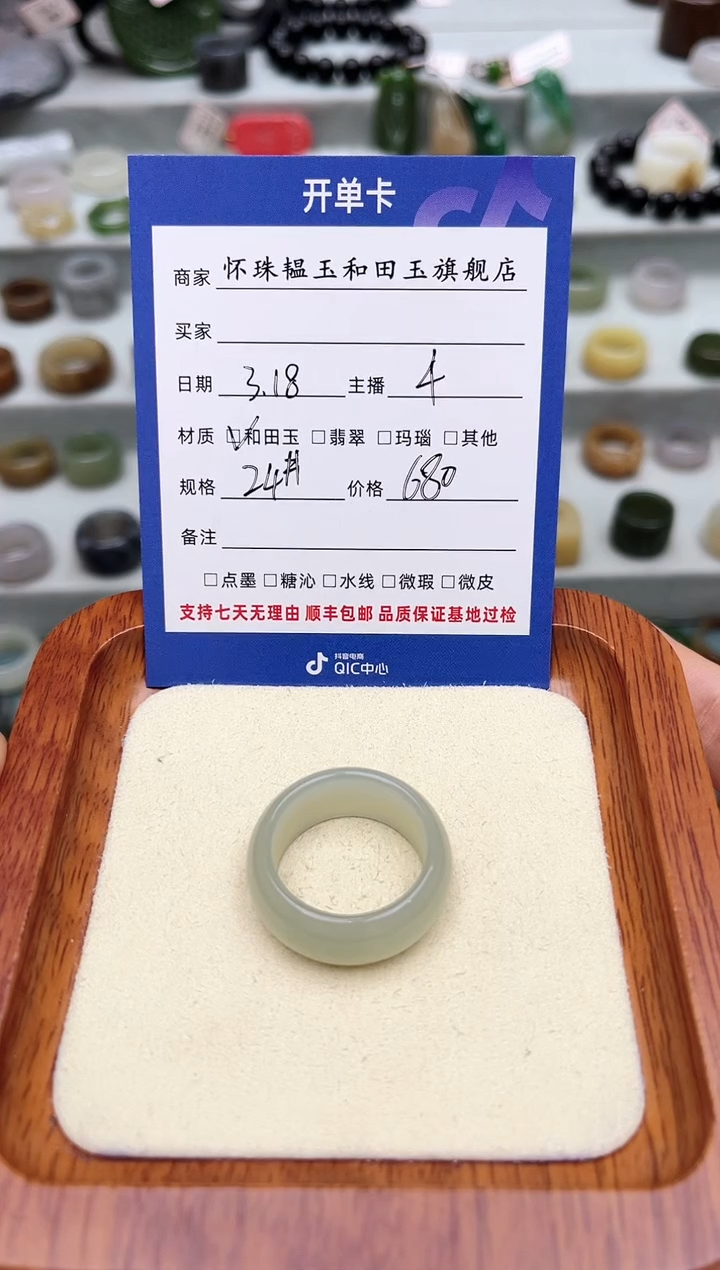 开单卡
商家 怀珠韫玉和田玉旗舰店
买家
日期 3.18 主播 4
材质 ☑和田玉 □翡翠 □玛瑙 □其他
规格 24# 价格 680
备注
□点墨 □糖沁 □水线 □微瑕 □微皮
支持七天无理由 顺丰包邮 品质保证基地过检
抖音电商
QIC中心